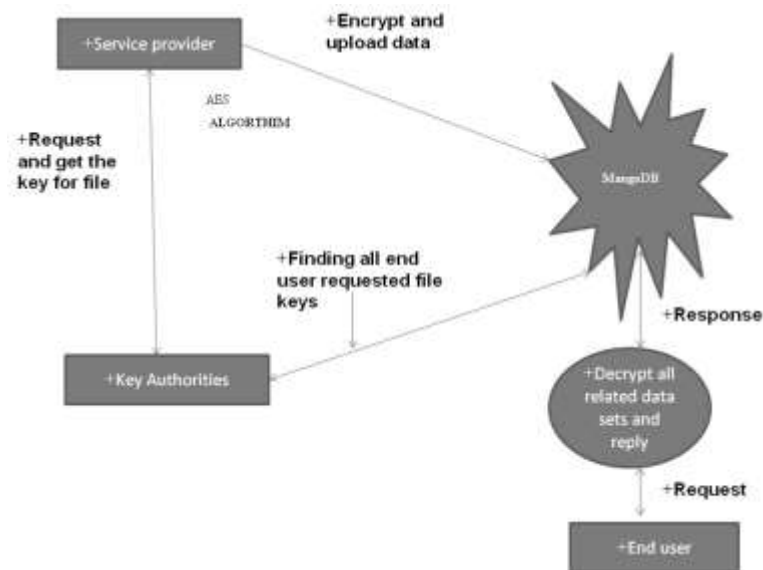 +Encrypt and
upload data
+Service provider
AES
ALGORTHIM
+Request
and get the
key for file
MangoDB
+Finding all end
user requested file
keys
+Response
+Key Authorities
+Decrypt all
related data
sets and
reply
+Request
+End user